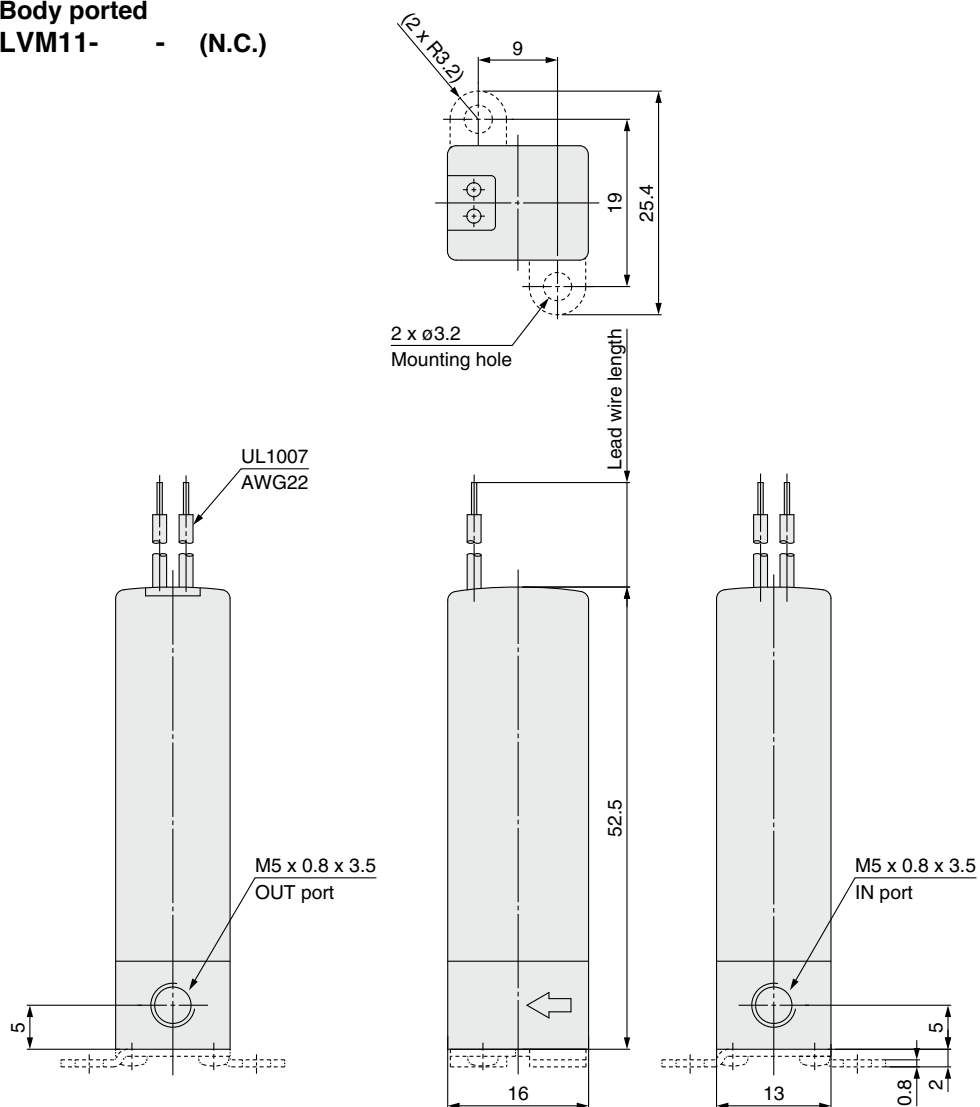 Body ported
LVM11- - (N.C.)
(2 x R3.2)
9
19
25.4
2 x ø3.2
Mounting hole
Lead wire length
UL1007
AWG22
52.5
M5 x 0.8 x 3.5
OUT port
M5 x 0.8 x 3.5
IN port
5
5
0.8
2
16
13